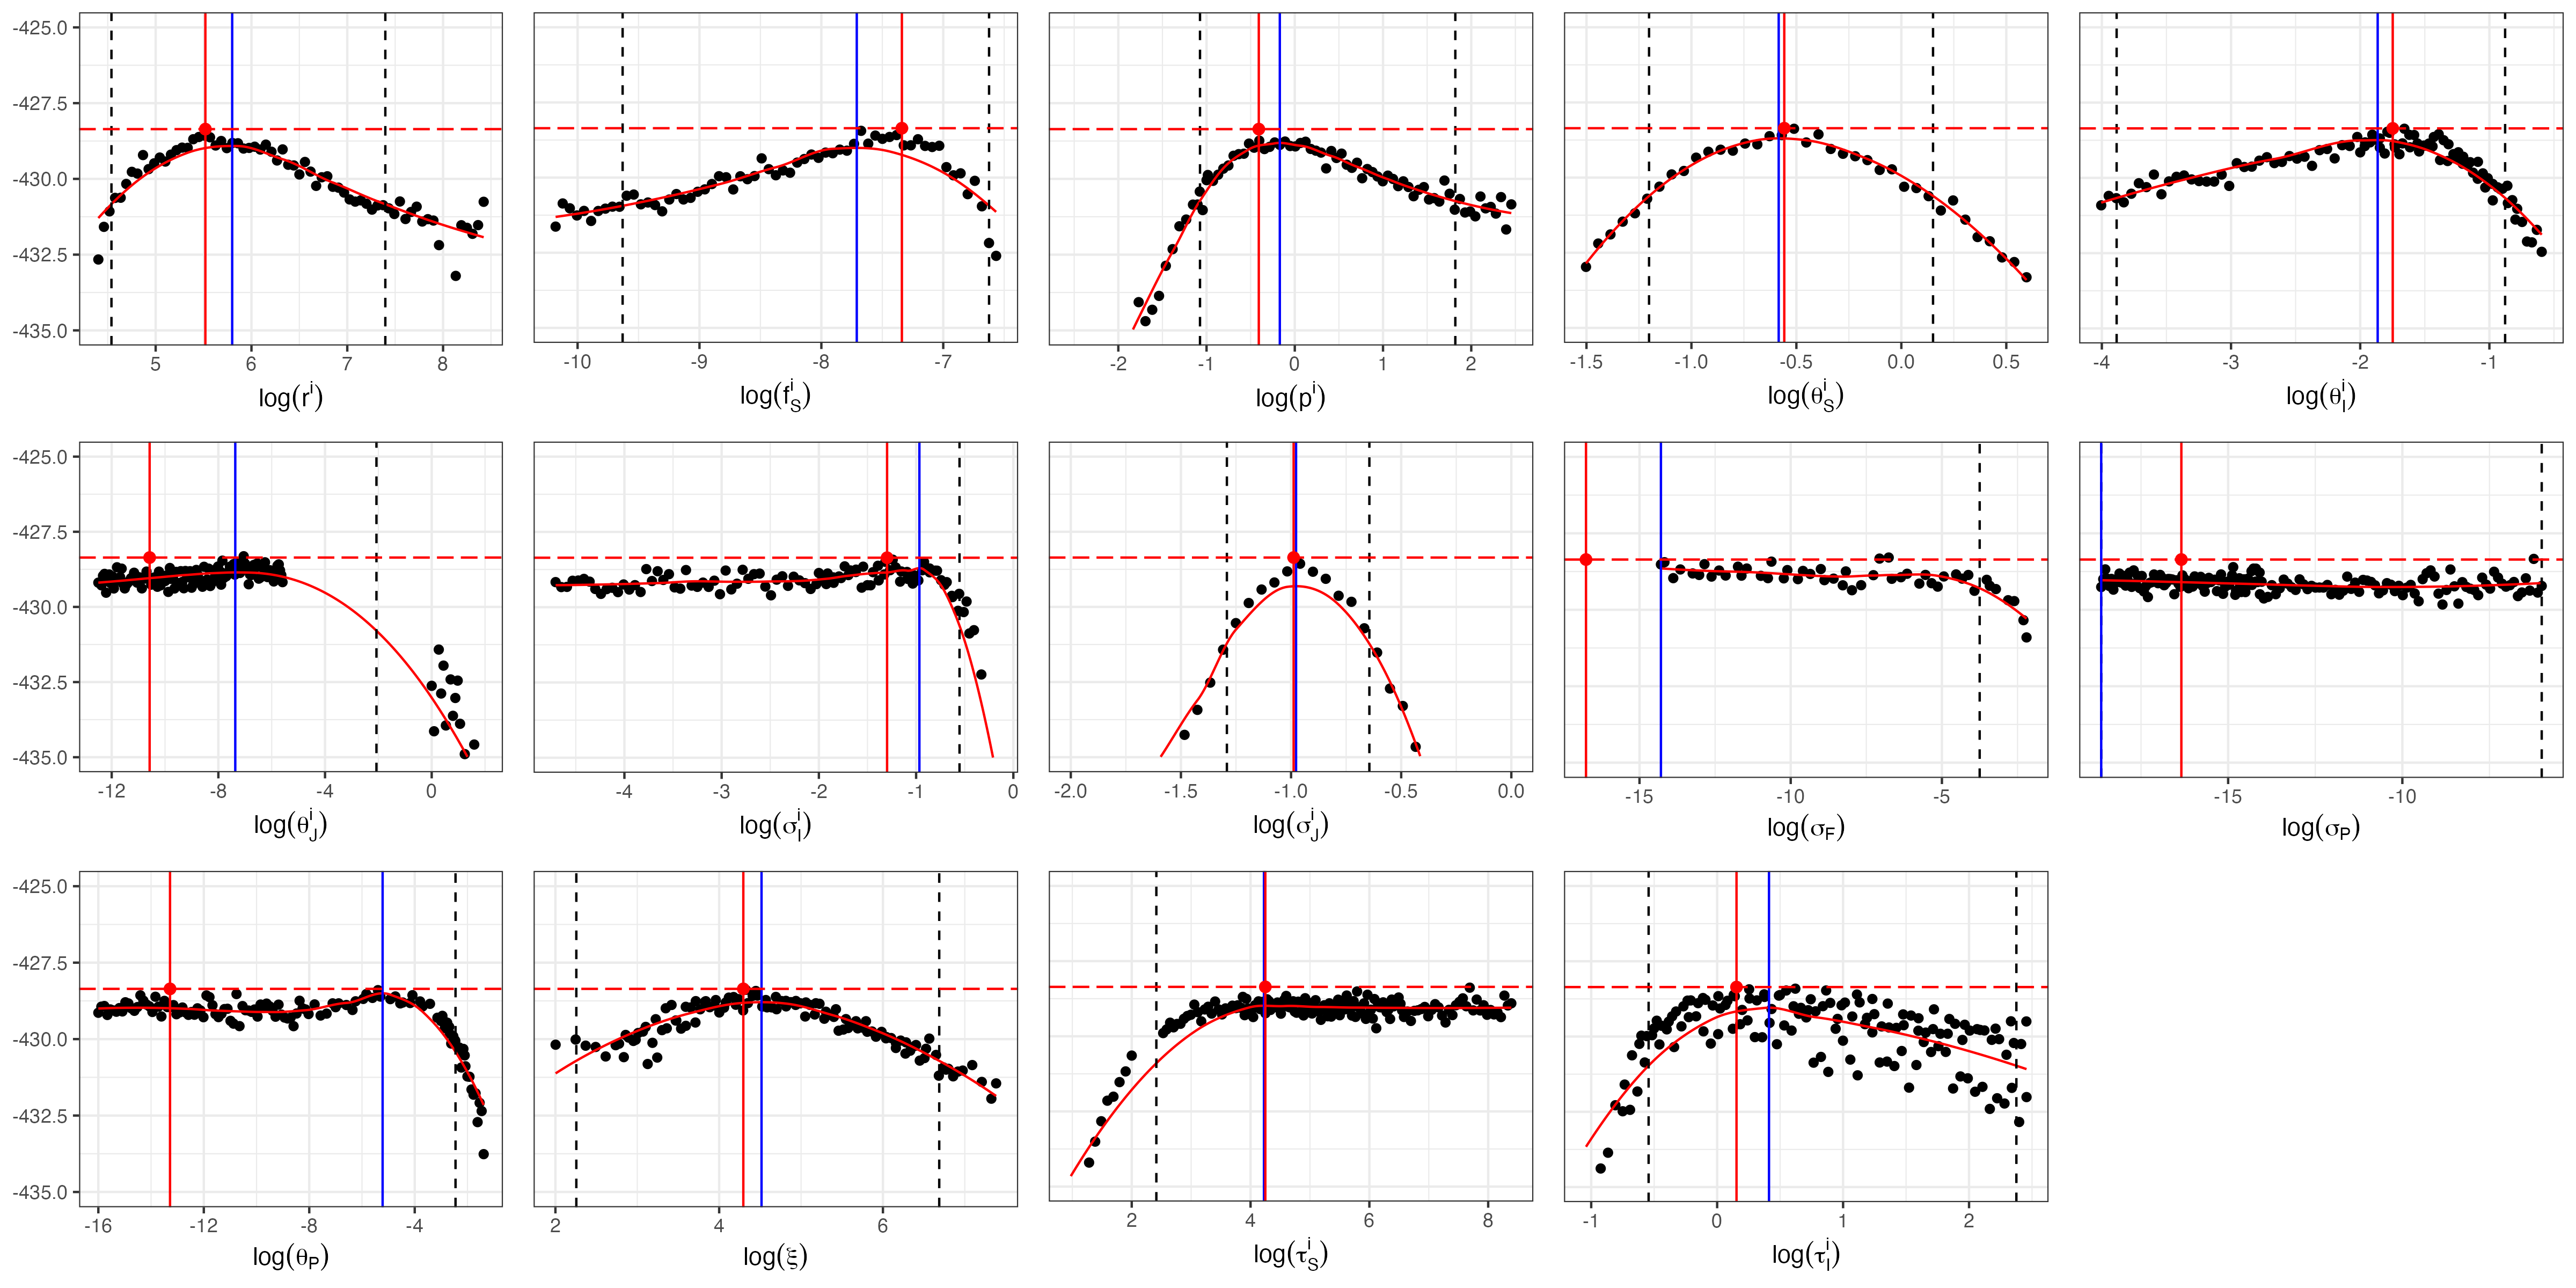 -425.0
-427.5
-430.0
-432.5
-435.0
5 6 7 8
-10 -9 -8 -7
-2 -1 0 1 2
-1.5 -1.0 -0.5 0.0 0.5
-4 -3 -2 -1
log(rⁱ)
log(f_S^i)
log(pⁱ)
log(θ_S^i)
log(θ_I^i)
-425.0
-427.5
-430.0
-432.5
-435.0
-12 -8 -4 0
-4 -3 -2 -1 0
-2.0 -1.5 -1.0 -0.5 0.0
-15 -10 -5
-15 -10
log(θ_J^i)
log(σ_I^i)
log(σ_J^i)
log(σ_F)
log(σ_P)
-425.0
-427.5
-430.0
-432.5
-435.0
-16 -12 -8 -4
2 4 6
2 4 6 8
-1 0 1 2
log(θ_P)
log(ξ)
log(τ_S^i)
log(τ_I^i)